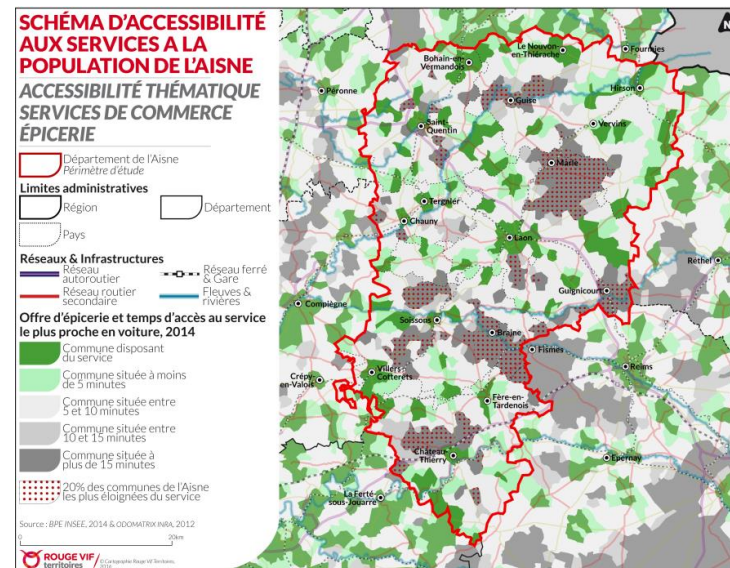 SCHÉMA D'ACCESSIBILITÉ
AUX SERVICES A LA
POPULATION DE L'AISNE
ACCESSIBILITÉ THÉMATIQUE
SERVICES DE COMMERCE
ÉPICERIE
Département de l'Aisne
Périmètre d'étude
Limites administratives
Région
Département
Pays
Réseaux & Infrastructures
Réseau
autoroutier
Réseau ferré
& Gare
Réseau routier
secondaire
Fleuves &
rivières
Offre d'épicerie et temps d'accès au service
le plus proche en voiture, 2014
Commune disposant
du service
Commune située à moins
de 5 minutes
Commune située entre
5 et 10 minutes
Commune située entre
10 et 15 minutes
Commune située à
plus de 15 minutes
20% des communes de l'Aisne
les plus éloignées du service
Source : BPE INSEE, 2014 & ODOMATRIX INRA, 2012
0
20km
ROUGE VIF
territoires
© Cartographie Rouge Vif Territoires,
N
Le Nouvion-
en-Thiérache
Fourmies
Bohain-en-
Vermandois
Péronne
Guise
Hirson
Saint-
Quentin
Vervins
Marle
Tergnier
Chauny
Laon
Réthel
Guignicourt
Compiègne
Soissons
Braine
Fismes
Reims
Villers-
Cotterêts
Crépy-
en-Valois
Fère-en-
Tardenois
Château-
Thierry
Epernay
La Ferté-
sous-Jouarre